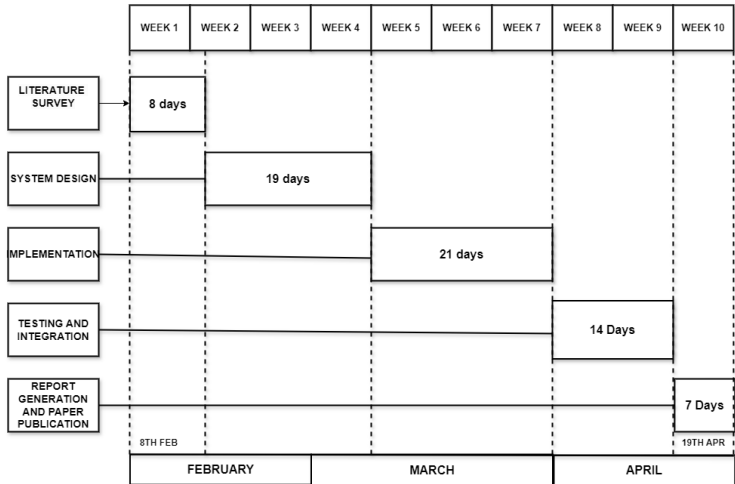 WEEK 1 WEEK 2 WEEK 3 WEEK 4 WEEK 5 WEEK 6 WEEK 7 WEEK 8 WEEK 9 WEEK 10
LITERATURE
SURVEY
8 days
SYSTEM DESIGN
19 days
IMPLEMENTATION
21 days
TESTING AND
INTEGRATION
14 Days
REPORT
GENERATION
AND PAPER
PUBLICATION
7 Days
8TH FEB
19TH APR
FEBRUARY MARCH APRIL